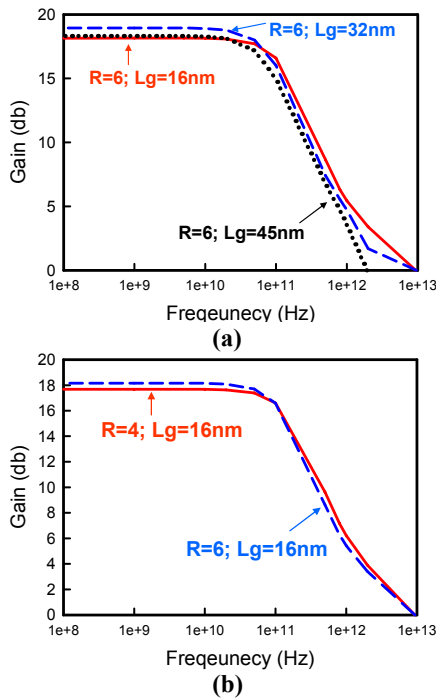 20
15
10
5
0
Gain (db)
R=6; Lg=32nm
R=6; Lg=16nm
R=6; Lg=45nm
1e+8 1e+9 1e+10 1e+11 1e+12 1e+13
Freqeunecy (Hz)
(a)
20
18
16
14
12
10
8
6
4
2
0
Gain (db)
R=4; Lg=16nm
R=6; Lg=16nm
1e+8 1e+9 1e+10 1e+11 1e+12 1e+13
Freqeunecy (Hz)
(b)